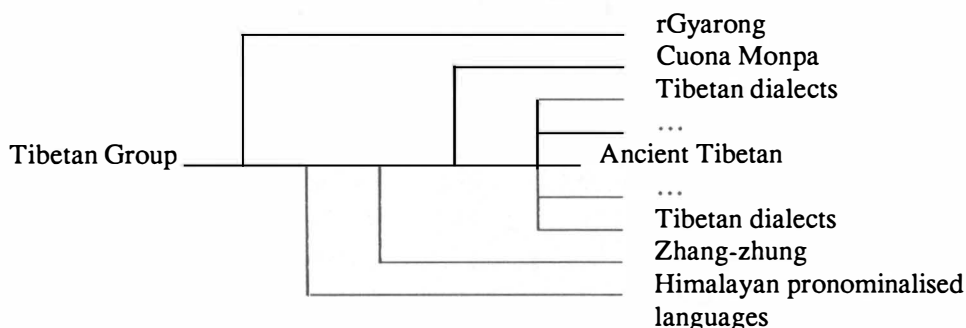 rGyarong
Cuona Monpa
Tibetan dialects
...
Tibetan Group
Ancient Tibetan
...
Tibetan dialects
Zhang-zhung
Himalayan pronominalised
languages